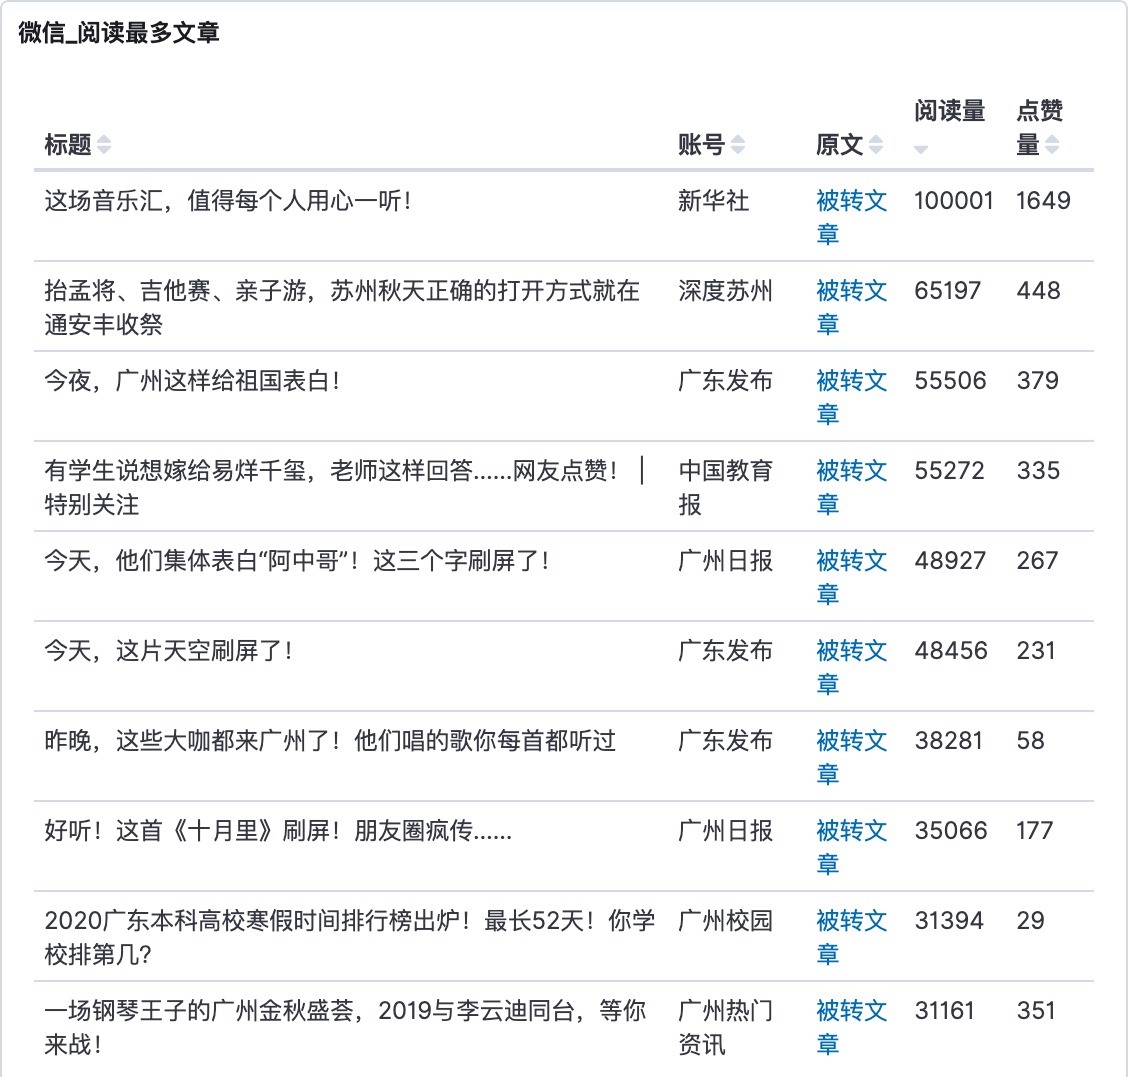 微信_阅读最多文章
标题 账号 原文 阅读量 点赞
量
这场音乐汇，值得每个人用心一听！ 新华社 被转文 100001 1649
章
抬孟将、吉他赛、亲子游，苏州秋天正确的打开方式就在 深度苏州 被转文 65197 448
通安丰收祭 章
今夜，广州这样给祖国表白！ 广东发布 被转文 55506 379
章
有学生说想嫁给易烊千玺，老师这样回答……网友点赞！｜ 中国教育 被转文 55272 335
特别关注 报 章
今天，他们集体表白“阿中哥”！这三个字刷屏了！ 广州日报 被转文 48927 267
章
今天，这片天空刷屏了！ 广东发布 被转文 48456 231
章
昨晚，这些大咖都来广州了！他们唱的歌你每首都听过 广东发布 被转文 38281 58
章
好听！这首《十月里》刷屏！朋友圈疯传…… 广州日报 被转文 35066 177
章
2020广东本科高校寒假时间排行榜出炉！最长52天！你学 广州校园 被转文 31394 29
校排第几？ 章
一场钢琴王子的广州金秋盛荟，2019与李云迪同台，等你 广州热门 被转文 31161 351
来战！ 资讯 章